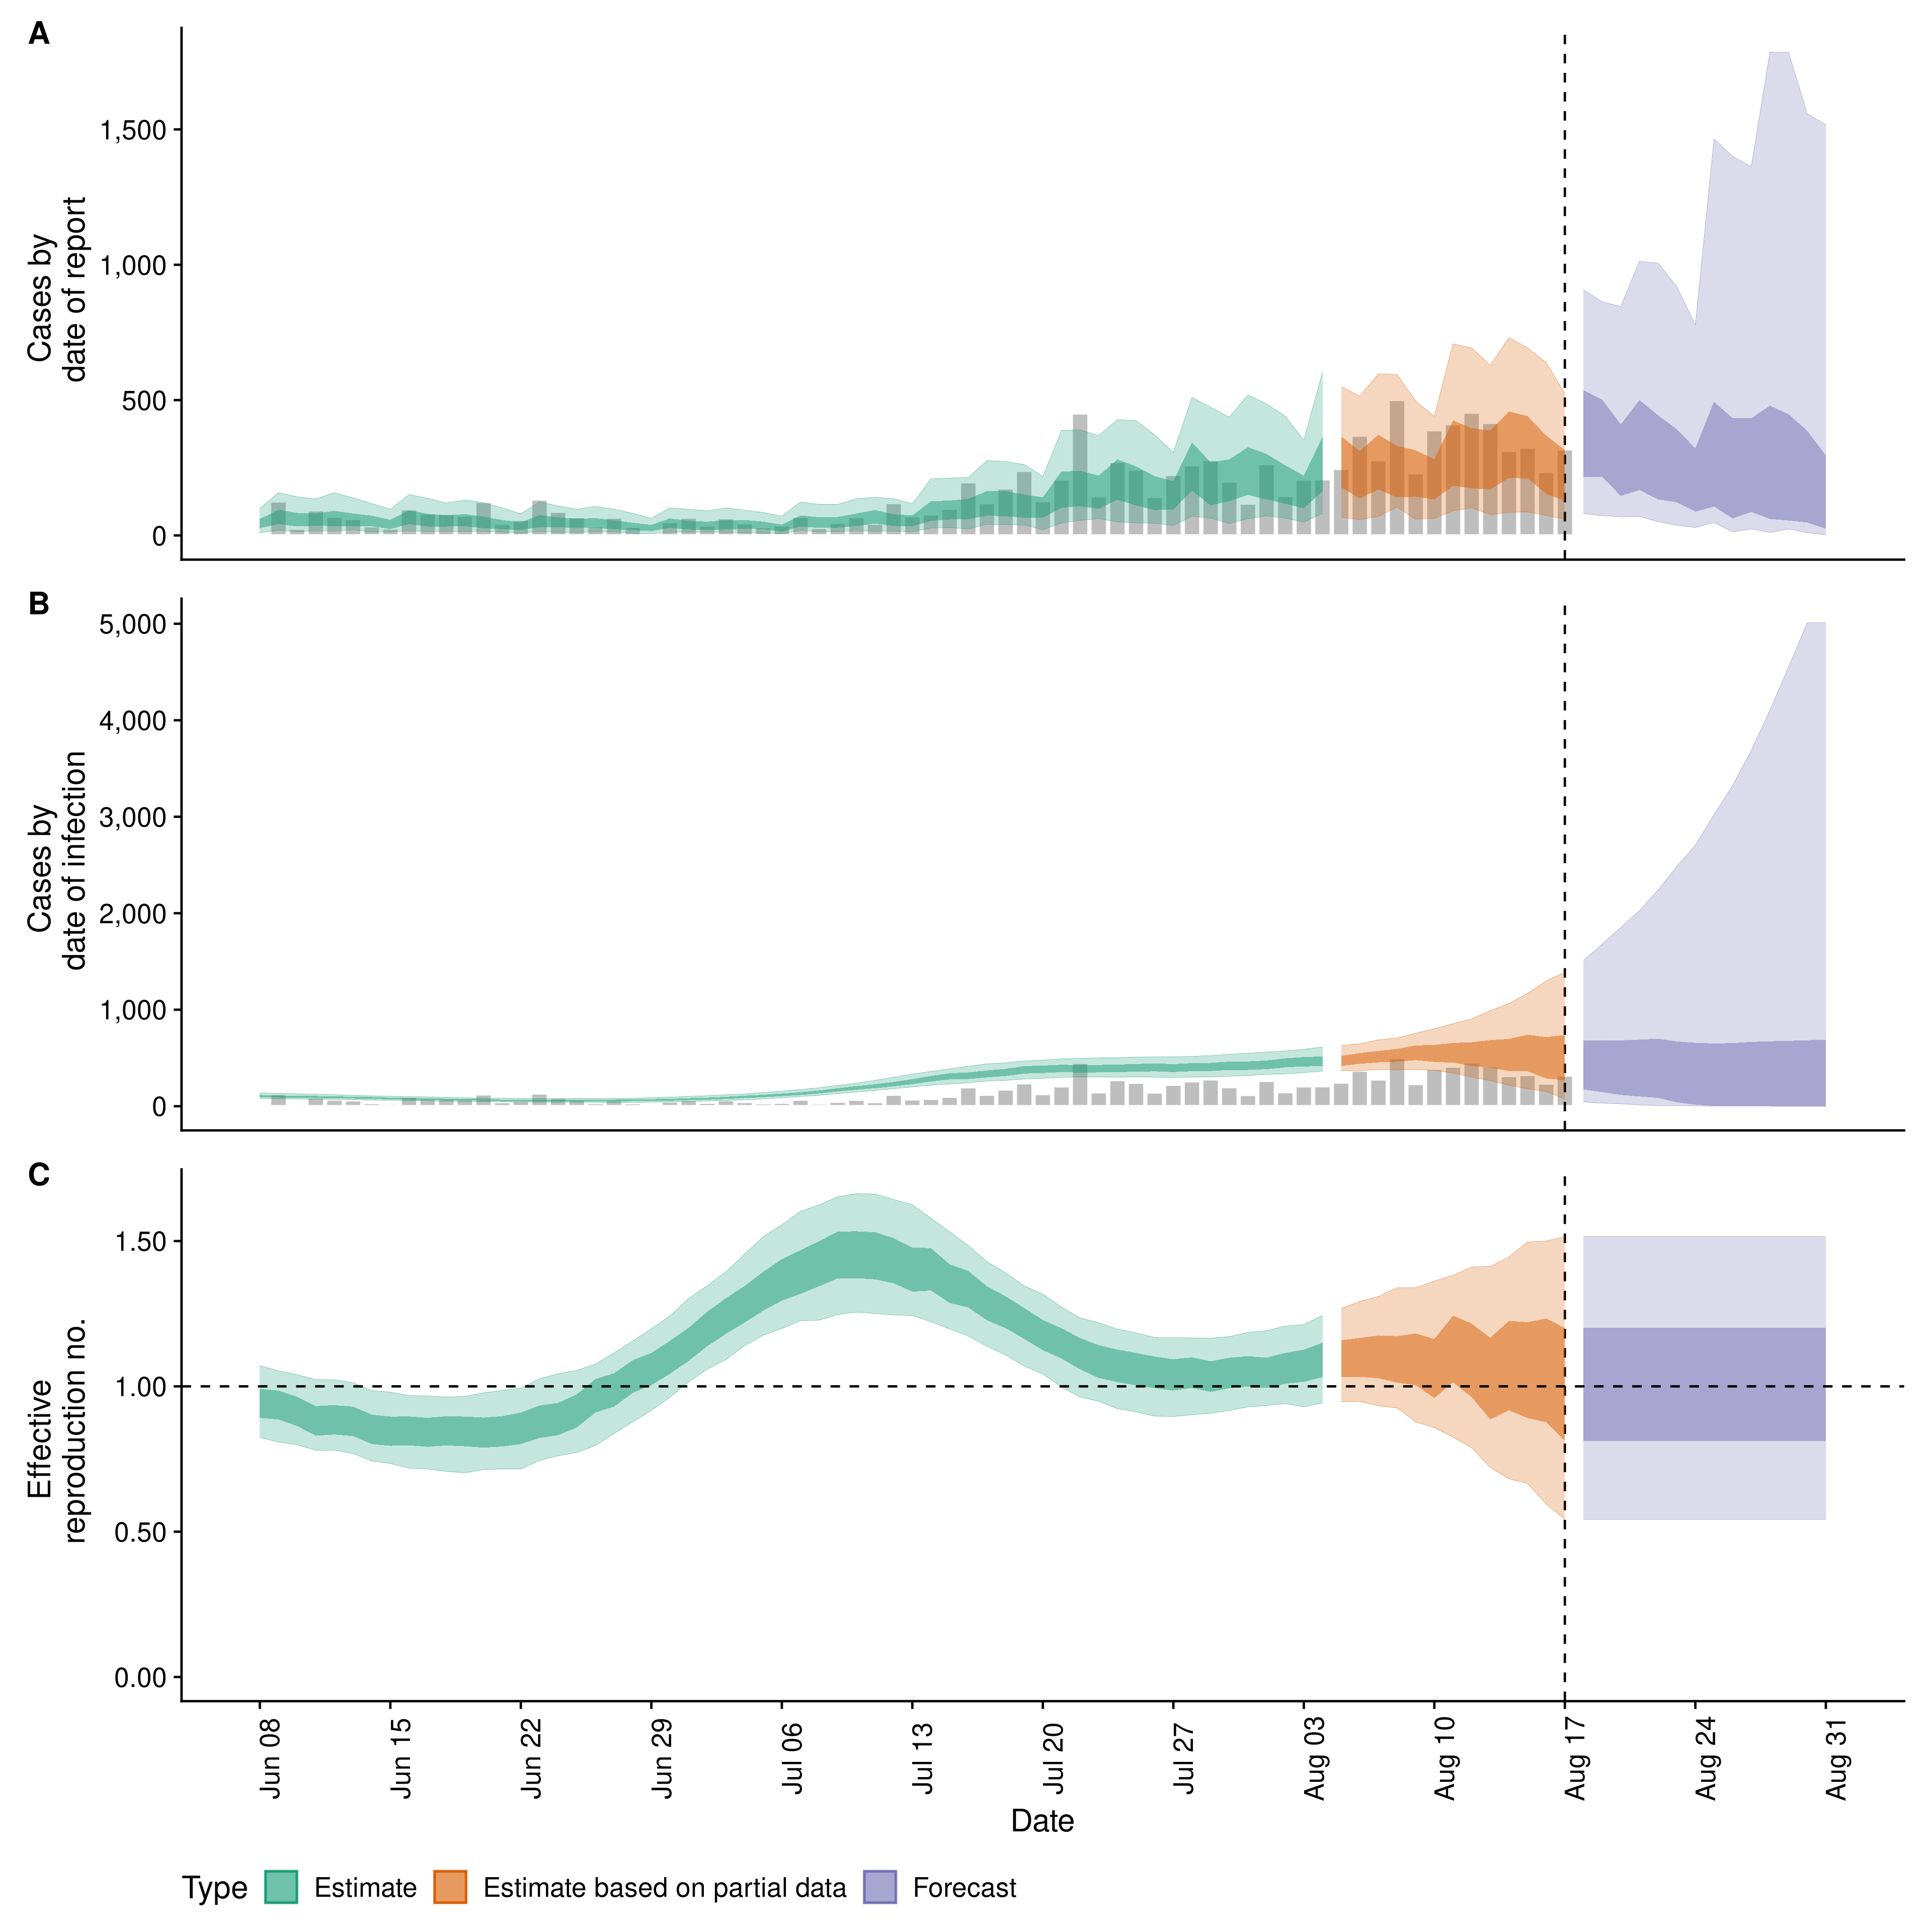 A
Cases by
date of report
1,500
1,000
500
0
B
Cases by
date of infection
5,000
4,000
3,000
2,000
1,000
0
C
Effective
reproduction no.
1.50
1.00
0.50
0.00
Jun 08
Jun 15
Jun 22
Jun 29
Jul 06
Jul 13
Jul 20
Jul 27
Aug 03
Aug 10
Aug 17
Aug 24
Aug 31
Date
Type Estimate Estimate based on partial data Forecast